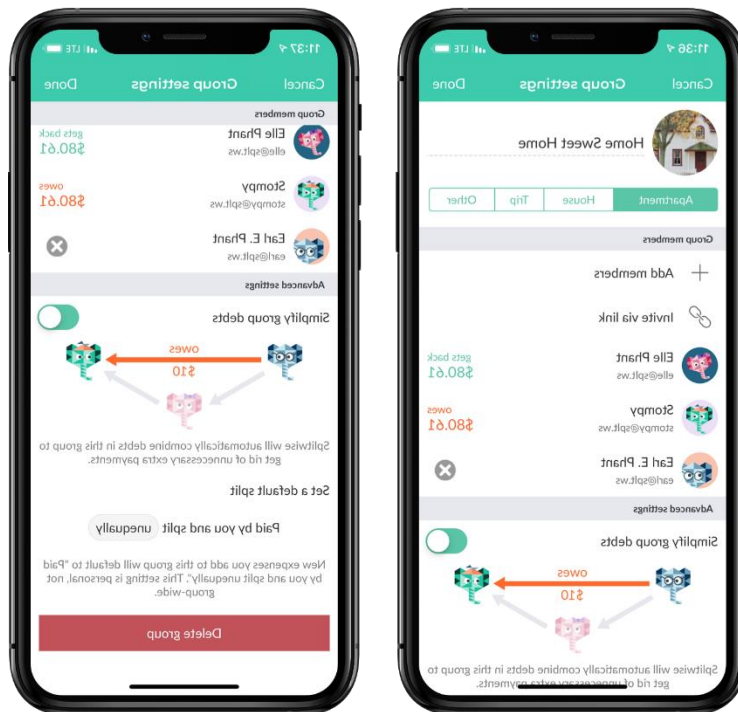 11:36 LTE
Cancel Group settings Done
Home Sweet Home
Apartment House Trip Other
Group members
Add members
Invite via link
Elle Phant gets back
elle@splt.ws $80.61
Stompy owes
stompy@splt.ws $80.61
Earl E. Phant
earl@splt.ws
Advanced settings
Simplify group debts
owes
$10
Splitwise will automatically combine debts in this group to
get rid of unnecessary extra payments.
11:37 LTE
Cancel Group settings Done
Group members
Elle Phant gets back
elle@splt.ws $80.61
Stompy owes
stompy@splt.ws $80.61
Earl E. Phant
earl@splt.ws
Advanced settings
Simplify group debts
owes
$10
Splitwise will automatically combine debts in this group to
get rid of unnecessary extra payments.
Set a default split
Paid by you and split unequally
New expenses you add to this group will default to "Paid
by you and split unequally". This setting is personal, not
group-wide.
Delete group